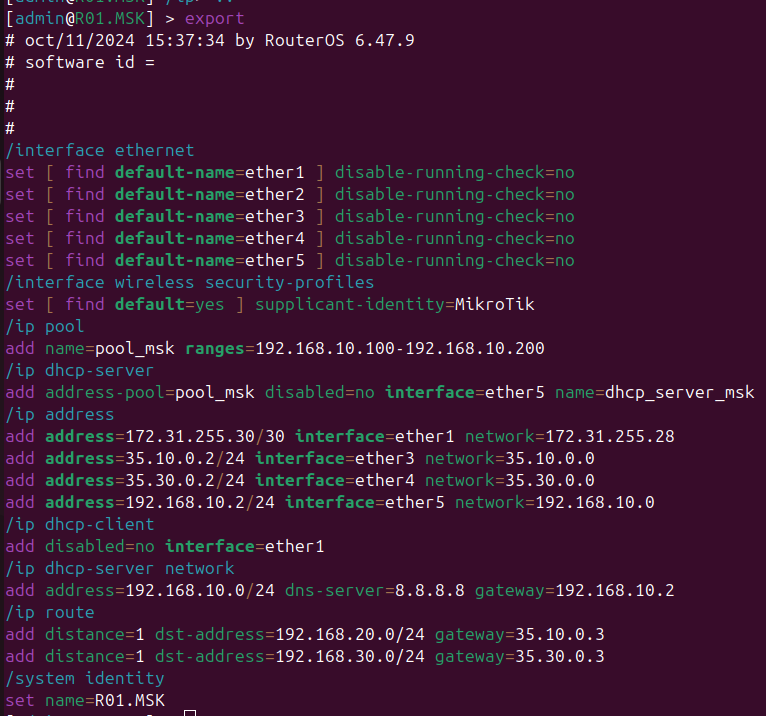 [admin@R01.MSK] > export
# oct/11/2024 15:37:34 by RouterOS 6.47.9
# software id =
#
#
#
/interface ethernet
set [ find default-name=ether1 ] disable-running-check=no
set [ find default-name=ether2 ] disable-running-check=no
set [ find default-name=ether3 ] disable-running-check=no
set [ find default-name=ether4 ] disable-running-check=no
set [ find default-name=ether5 ] disable-running-check=no
/interface wireless security-profiles
set [ find default=yes ] supplicant-identity=MikroTik
/ip pool
add name=pool_msk ranges=192.168.10.100-192.168.10.200
/ip dhcp-server
add address-pool=pool_msk disabled=no interface=ether5 name=dhcp_server_msk
/ip address
add address=172.31.255.30/30 interface=ether1 network=172.31.255.28
add address=35.10.0.2/24 interface=ether3 network=35.10.0.0
add address=35.30.0.2/24 interface=ether4 network=35.30.0.0
add address=192.168.10.2/24 interface=ether5 network=192.168.10.0
/ip dhcp-client
add disabled=no interface=ether1
/ip dhcp-server network
add address=192.168.10.0/24 dns-server=8.8.8.8 gateway=192.168.10.2
/ip route
add distance=1 dst-address=192.168.20.0/24 gateway=35.10.0.3
add distance=1 dst-address=192.168.30.0/24 gateway=35.30.0.3
/system identity
set name=R01.MSK